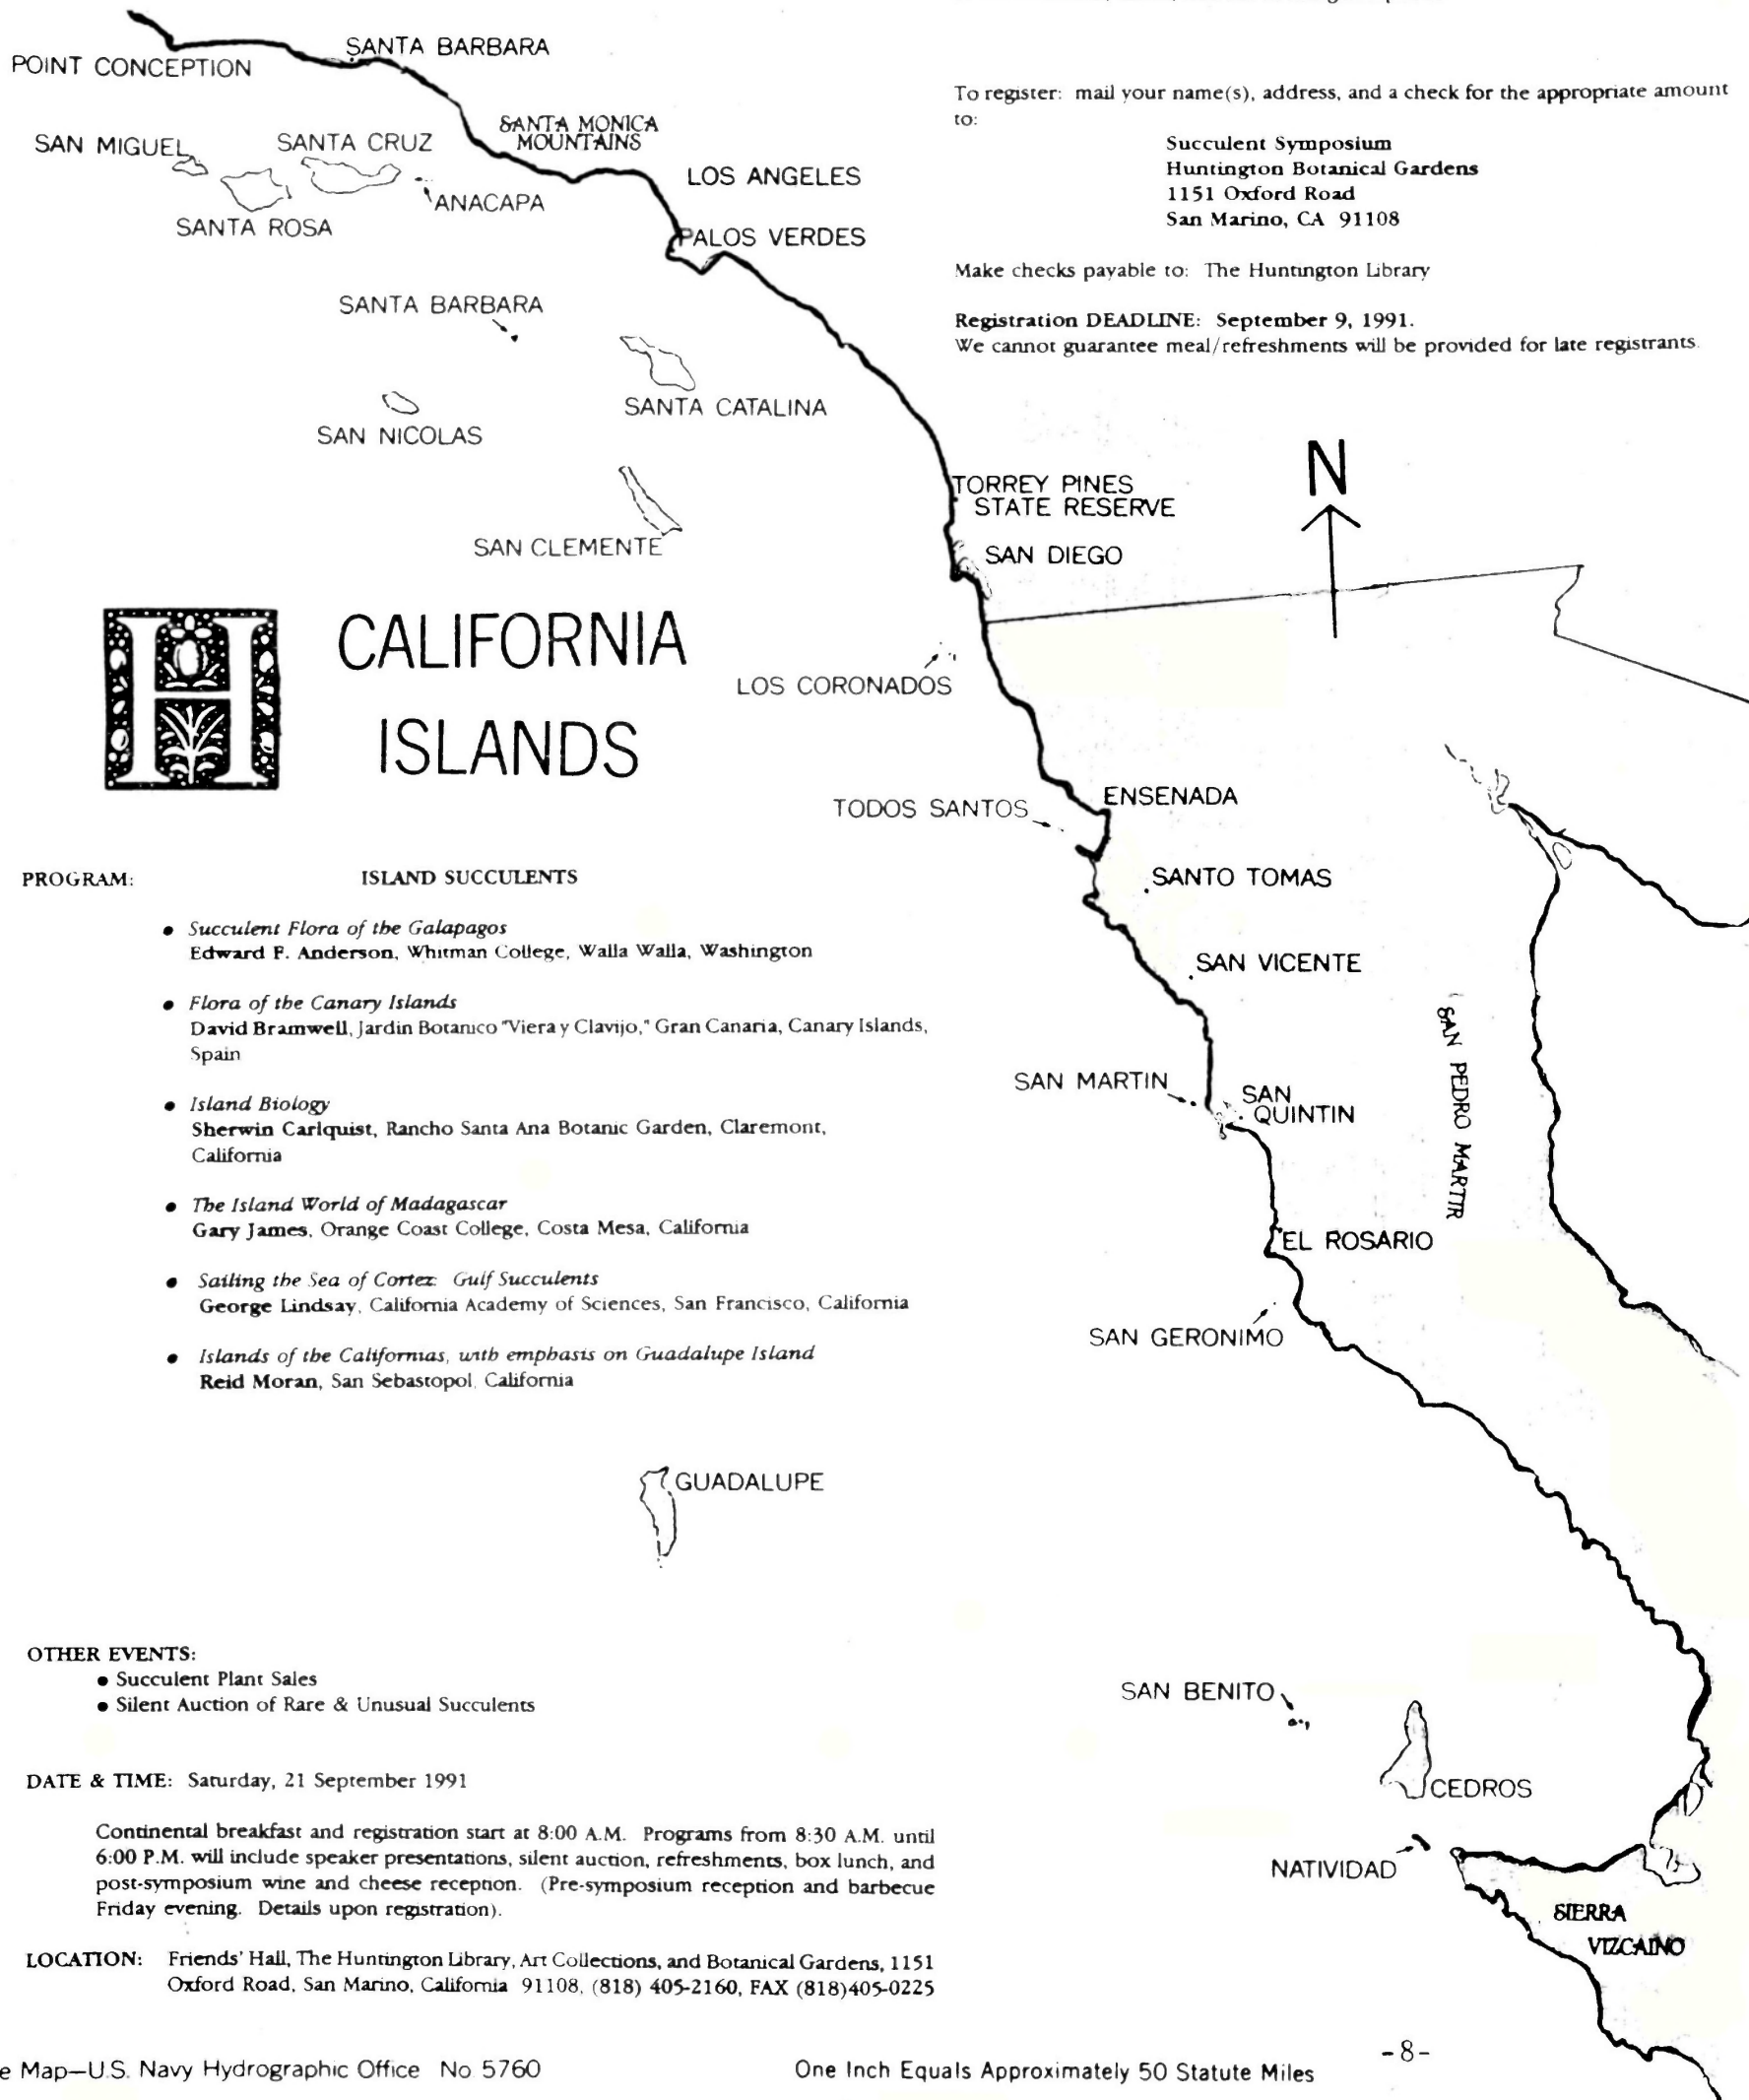 POINT CONCEPTION
SANTA BARBARA
SANTA MONICA
MOUNTAINS
SAN MIGUEL
SANTA CRUZ
ANACAPA
SANTA ROSA
LOS ANGELES
PALOS VERDES
SANTA BARBARA
SANTA CATALINA
SAN NICOLAS
SAN CLEMENTE
To register: mail your name(s), address, and a check for the appropriate amount
to:
Succulent Symposium
Huntington Botanical Gardens
1151 Oxford Road
San Marino, CA 91108
Make checks payable to: The Huntington Library
Registration DEADLINE: September 9, 1991.
We cannot guarantee meal/refreshments will be provided for late registrants.
N
TORREY PINES
STATE RESERVE
SAN DIEGO
H
CALIFORNIA
ISLANDS
LOS CORONADOS
TODOS SANTOS
ENSENADA
SANTO TOMAS
SAN VICENTE
SAN MARTIN
SAN
QUINTIN
SAN PEDRO MARTIR
EL ROSARIO
SAN GERONIMO
PROGRAM: ISLAND SUCCULENTS
• Succulent Flora of the Galapagos
Edward F. Anderson, Whitman College, Walla Walla, Washington
• Flora of the Canary Islands
David Bramwell, Jardin Botanico "Viera y Clavijo," Gran Canaria, Canary Islands,
Spain
• Island Biology
Sherwin Carlquist, Rancho Santa Ana Botanic Garden, Claremont,
California
• The Island World of Madagascar
Gary James, Orange Coast College, Costa Mesa, California
• Sailing the Sea of Cortez: Gulf Succulents
George Lindsay, California Academy of Sciences, San Francisco, California
• Islands of the Californias, with emphasis on Guadalupe Island
Reid Moran, San Sebastopol, California
GUADALUPE
OTHER EVENTS:
• Succulent Plant Sales
• Silent Auction of Rare & Unusual Succulents
SAN BENITO
CEDROS
NATIVIDAD
SIERRA
VIZCAINO
DATE & TIME: Saturday, 21 September 1991
Continental breakfast and registration start at 8:00 A.M. Programs from 8:30 A.M. until
6:00 P.M. will include speaker presentations, silent auction, refreshments, box lunch, and
post-symposium wine and cheese reception. (Pre-symposium reception and barbecue
Friday evening. Details upon registration).
LOCATION: Friends' Hall, The Huntington Library, Art Collections, and Botanical Gardens, 1151
Oxford Road, San Marino, California 91108, (818) 405-2160, FAX (818)405-0225
e Map—U.S. Navy Hydrographic Office No 5760
One Inch Equals Approximately 50 Statute Miles
-8-